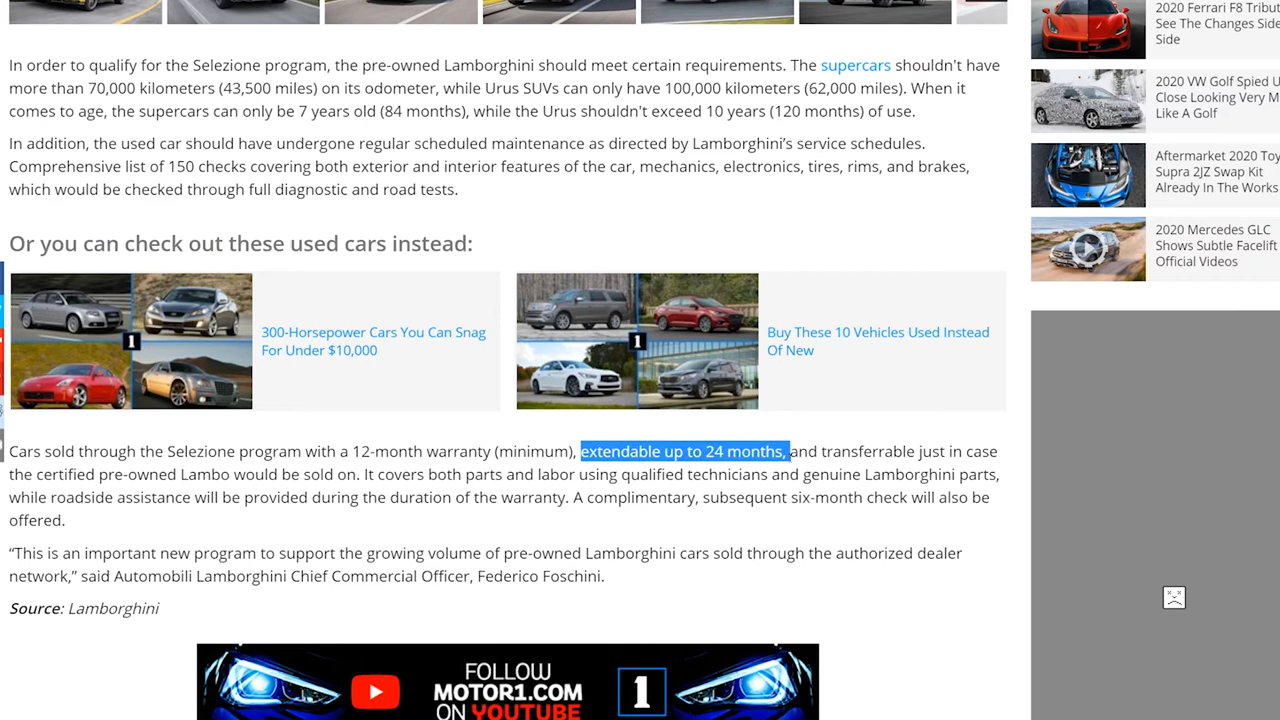 In order to qualify for the Selezione program, the pre-owned Lamborghini should meet certain requirements. The supercars shouldn't have
more than 70,000 kilometers (43,500 miles) on its odometer, while Urus SUVs can only have 100,000 kilometers (62,000 miles). When it
comes to age, the supercars can only be 7 years old (84 months), while the Urus shouldn't exceed 10 years (120 months) of use.
In addition, the used car should have undergone regular scheduled maintenance as directed by Lamborghini's service schedules.
Comprehensive list of 150 checks covering both exterior and interior features of the car, mechanics, electronics, tires, rims, and brakes,
which would be checked through full diagnostic and road tests.
Or you can check out these used cars instead:
1
300-Horsepower Cars You Can Snag
For Under $10,000
1
Buy These 10 Vehicles Used Instead
Of New
Cars sold through the Selezione program with a 12-month warranty (minimum), extendable up to 24 months, and transferrable just in case
the certified pre-owned Lambo would be sold on. It covers both parts and labor using qualified technicians and genuine Lamborghini parts,
while roadside assistance will be provided during the duration of the warranty. A complimentary, subsequent six-month check will also be
offered.
“This is an important new program to support the growing volume of pre-owned Lamborghini cars sold through the authorized dealer
network,” said Automobili Lamborghini Chief Commercial Officer, Federico Foschini.
Source: Lamborghini
FOLLOW
MOTOR1.COM
ON YOUTUBE
1
2020 Ferrari F8 Tribut
See The Changes Side
Side
2020 VW Golf Spied U
Close Looking Very M
Like A Golf
Aftermarket 2020 Toy
Supra 2JZ Swap Kit
Already In The Works
2020 Mercedes GLC
Shows Subtle Facelift
Official Videos